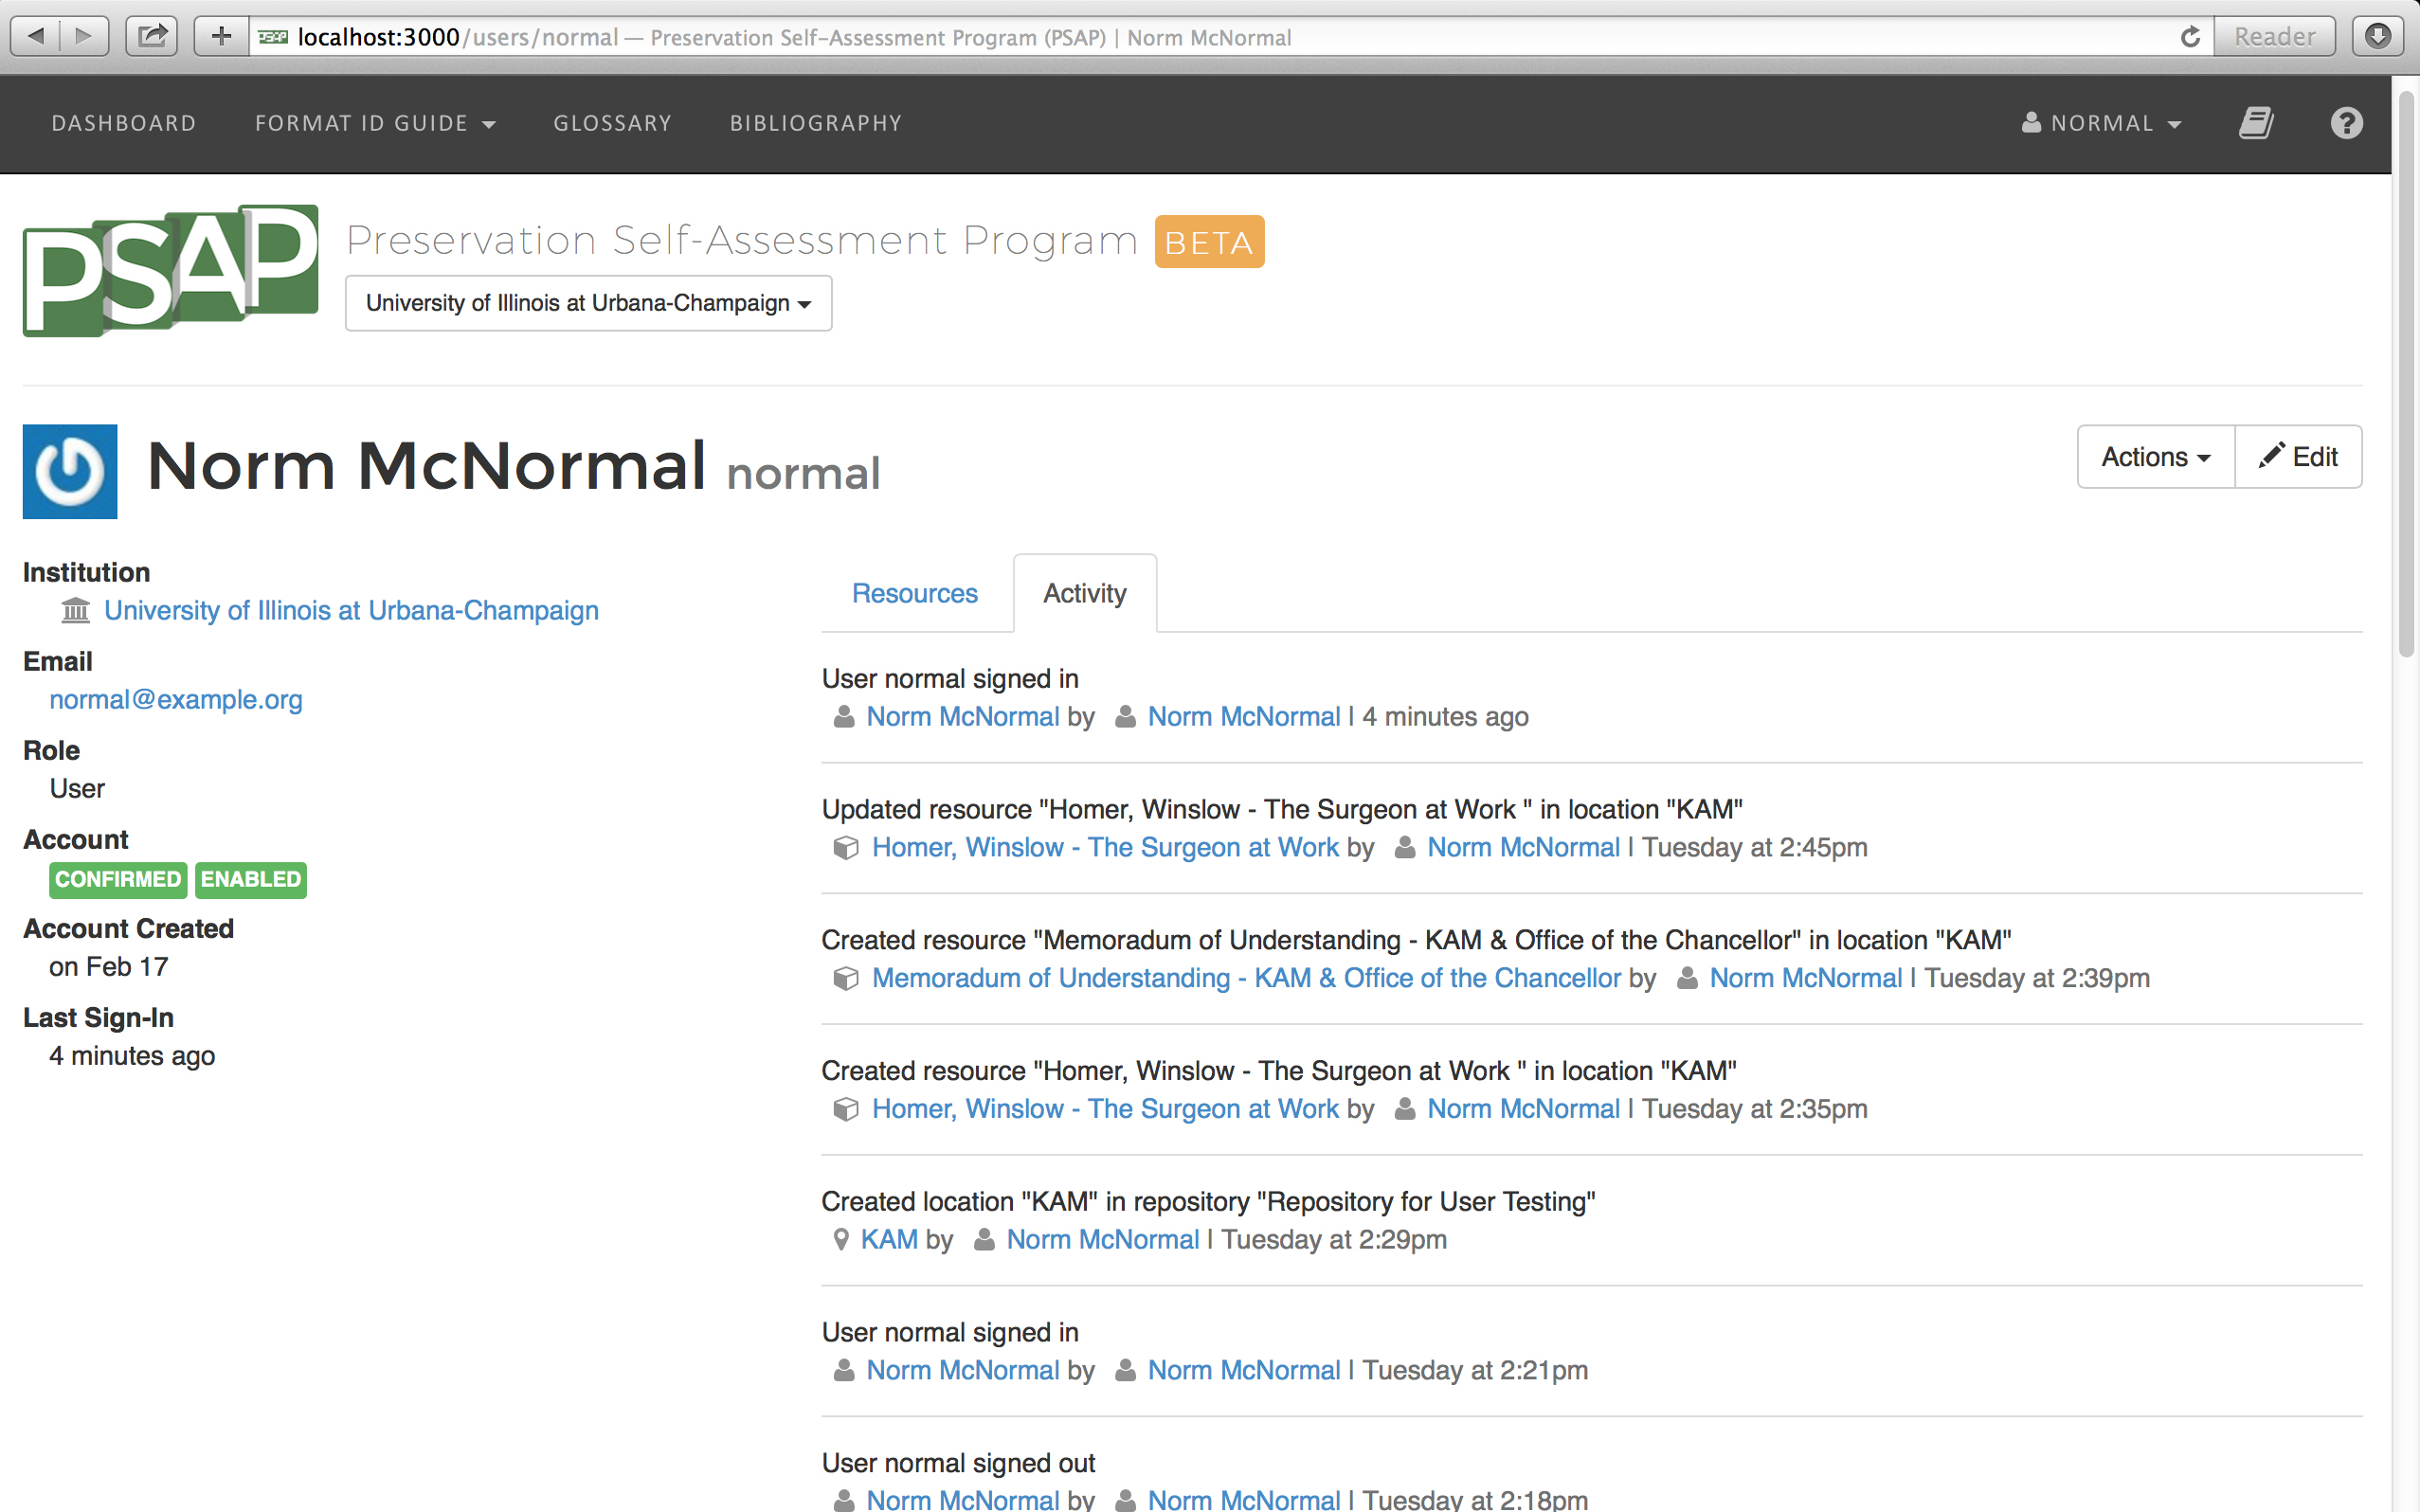 localhost:3000/users/normal — Preservation Self-Assessment Program (PSAP) | Norm McNormal
Reader
DASHBOARD FORMAT ID GUIDE GLOSSARY BIBLIOGRAPHY NORMAL ?
PSAP
Preservation Self-Assessment Program BETA
University of Illinois at Urbana-Champaign
Norm McNormal normal
Actions Edit
Institution
University of Illinois at Urbana-Champaign
Email
normal@example.org
Role
User
Account
CONFIRMED ENABLED
Account Created
on Feb 17
Last Sign-In
4 minutes ago
Resources Activity
User normal signed in
Norm McNormal by Norm McNormal | 4 minutes ago
Updated resource "Homer, Winslow - The Surgeon at Work " in location "KAM"
Homer, Winslow - The Surgeon at Work by Norm McNormal | Tuesday at 2:45pm
Created resource "Memoradum of Understanding - KAM & Office of the Chancellor" in location "KAM"
Memoradum of Understanding - KAM & Office of the Chancellor by Norm McNormal | Tuesday at 2:39pm
Created resource "Homer, Winslow - The Surgeon at Work " in location "KAM"
Homer, Winslow - The Surgeon at Work by Norm McNormal | Tuesday at 2:35pm
Created location "KAM" in repository "Repository for User Testing"
KAM by Norm McNormal | Tuesday at 2:29pm
User normal signed in
Norm McNormal by Norm McNormal | Tuesday at 2:21pm
User normal signed out
Norm McNormal by Norm McNormal | Tuesday at 2:18pm